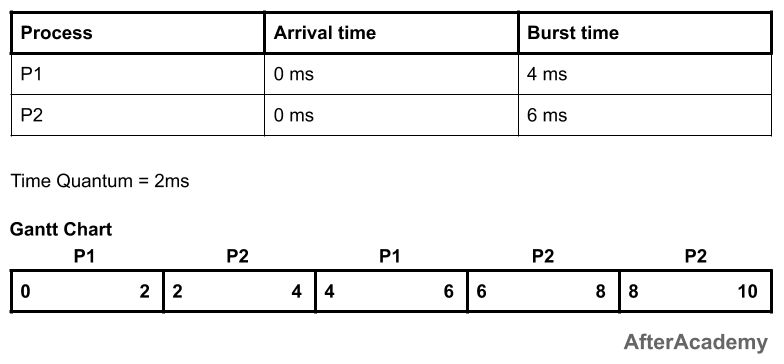 Process Arrival time Burst time
P1 0 ms 4 ms
P2 0 ms 6 ms
Time Quantum = 2ms
Gantt Chart
P1 P2 P1 P2 P2
0 2 2 4 4 6 6 8 8 10
AfterAcademy